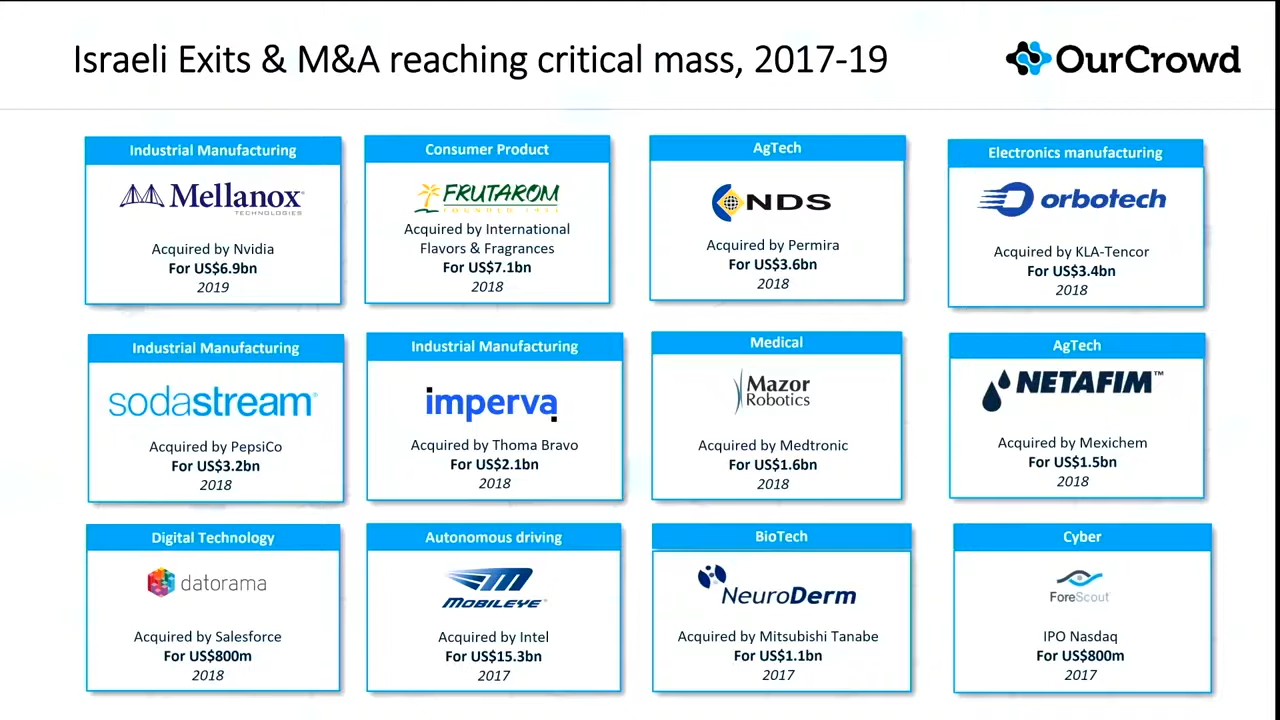 Israeli Exits & M&A reaching critical mass, 2017-19
OurCrowd
Industrial Manufacturing
Mellanox
TECHNOLOGIES
Acquired by Nvidia
For US$6.9bn
2019
Consumer Product
FRUTAROM
FOUNDED 1933
Acquired by International
Flavors & Fragrances
For US$7.1bn
2018
AgTech
NDS
Acquired by Permira
For US$3.6bn
2018
Electronics manufacturing
orbotech
Acquired by KLA-Tencor
For US$3.4bn
2018
Industrial Manufacturing
sodastream®
Acquired by PepsiCo
For US$3.2bn
2018
Industrial Manufacturing
imperva
Acquired by Thoma Bravo
For US$2.1bn
2018
Medical
Mazor
Robotics
Acquired by Medtronic
For US$1.6bn
2018
AgTech
NETAFIM™
Acquired by Mexichem
For US$1.5bn
2018
Digital Technology
datorama
Acquired by Salesforce
For US$800m
2018
Autonomous driving
MOBILEYE®
Acquired by Intel
For US$15.3bn
2017
BioTech
NeuroDerm
Acquired by Mitsubishi Tanabe
For US$1.1bn
2017
Cyber
ForeScout
IPO Nasdaq
For US$800m
2017